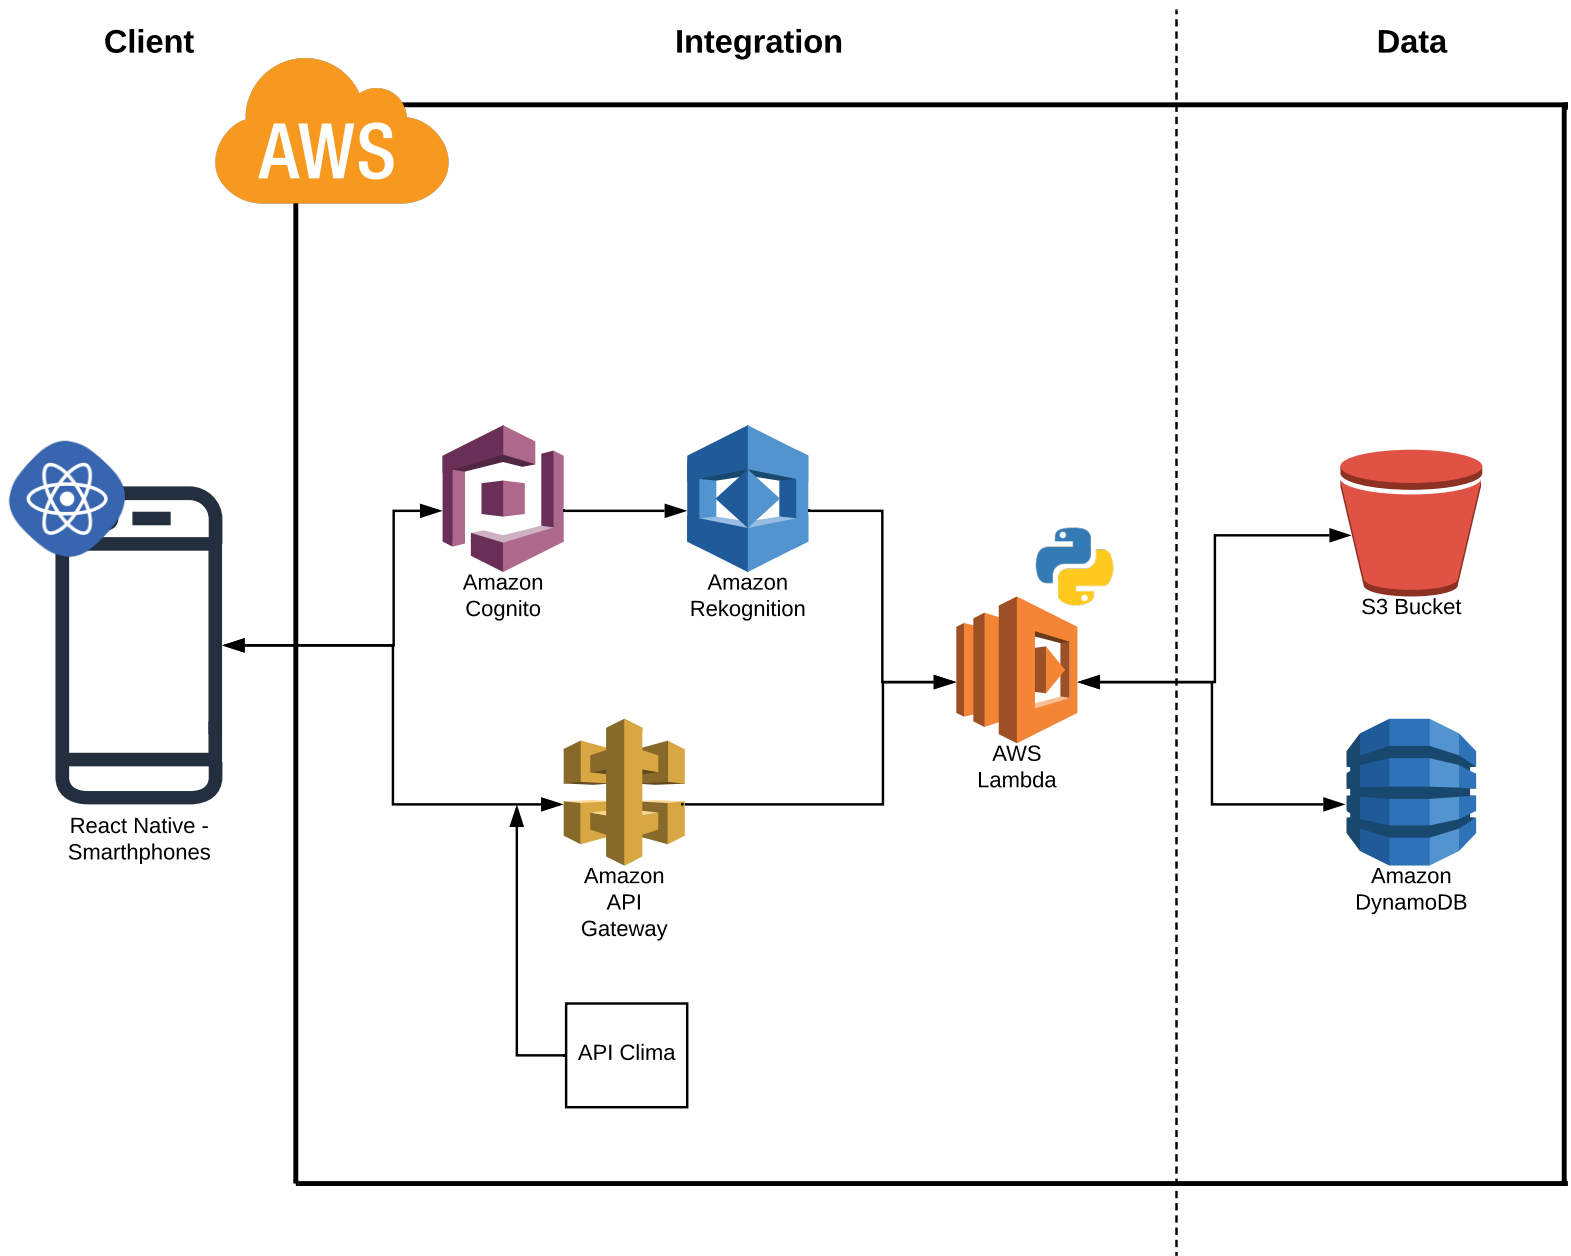 Client
Integration
Data
AWS
Amazon
Cognito
Amazon
Rekognition
AWS
Lambda
S3 Bucket
React Native -
Smarthphones
Amazon
API
Gateway
Amazon
DynamoDB
API Clima